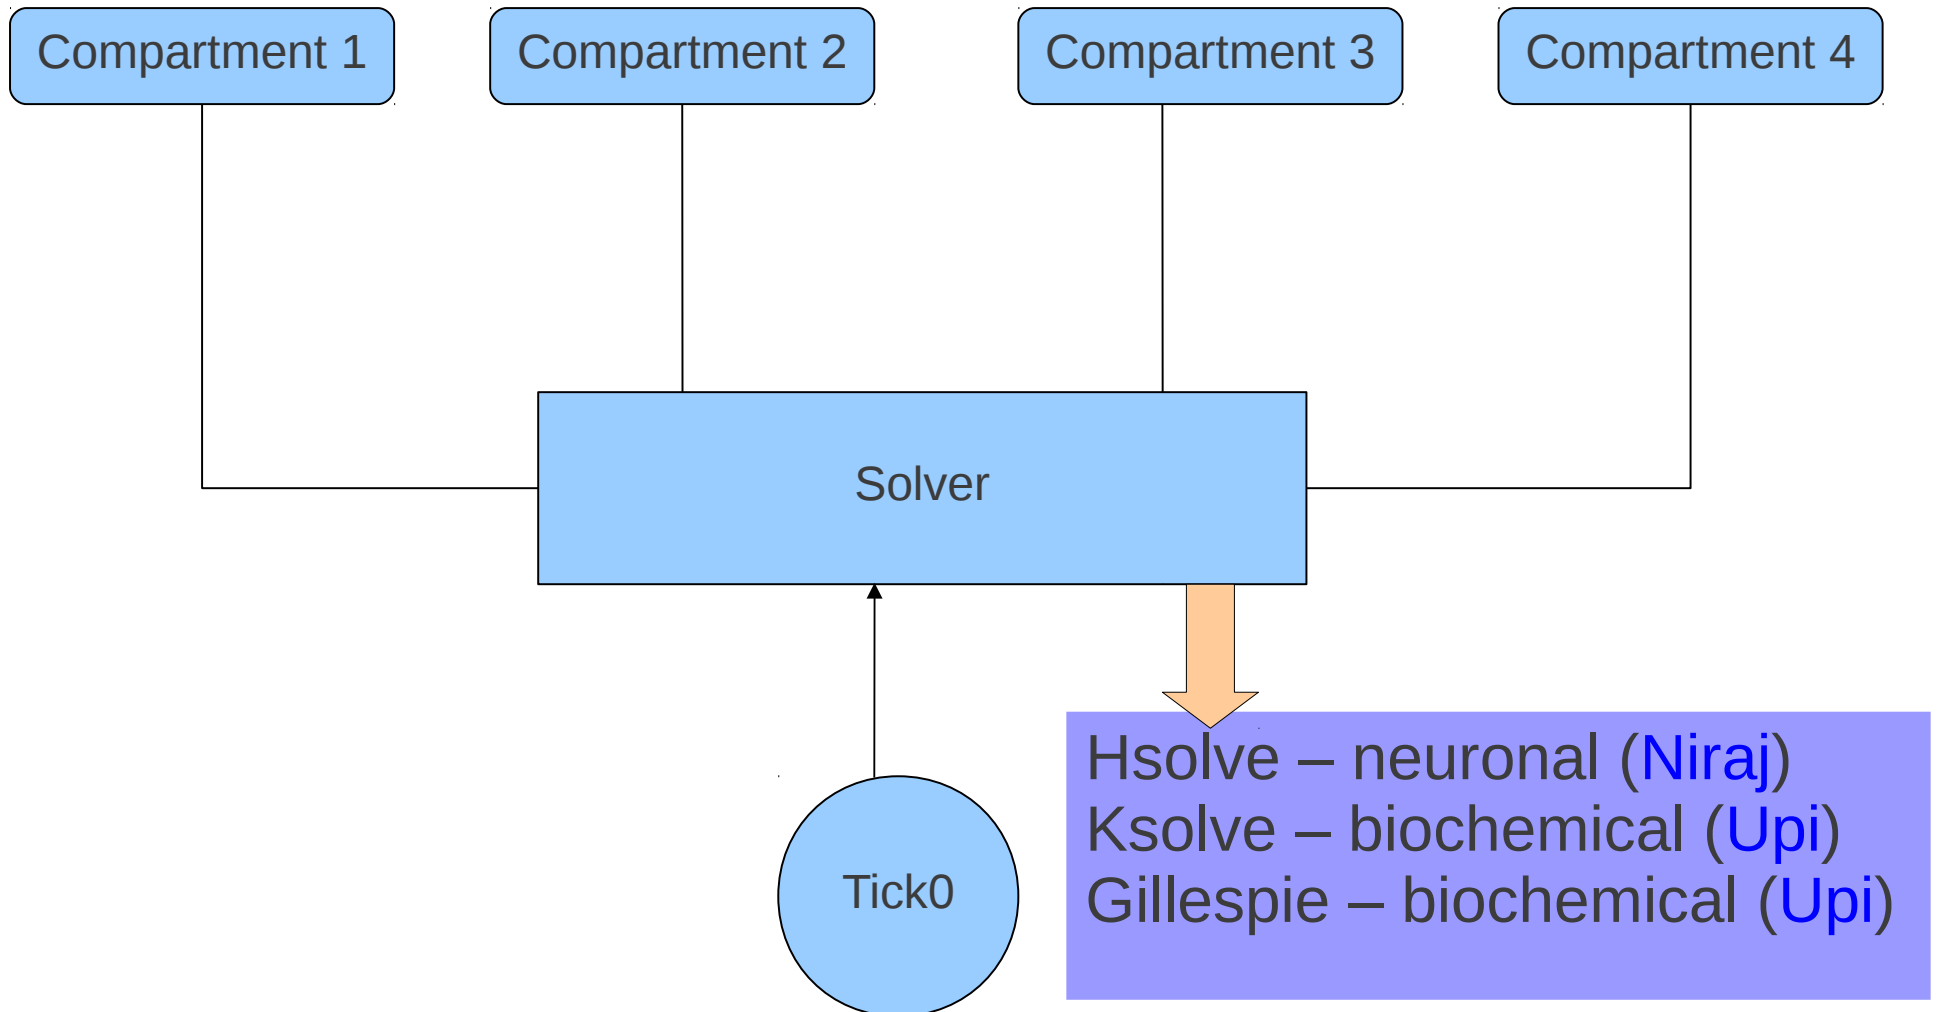 Compartment 1
Compartment 2
Compartment 3
Compartment 4
Solver
Tick0
Hsolve – neuronal (Niraj)
Ksolve – biochemical (Upi)
Gillespie – biochemical (Upi)